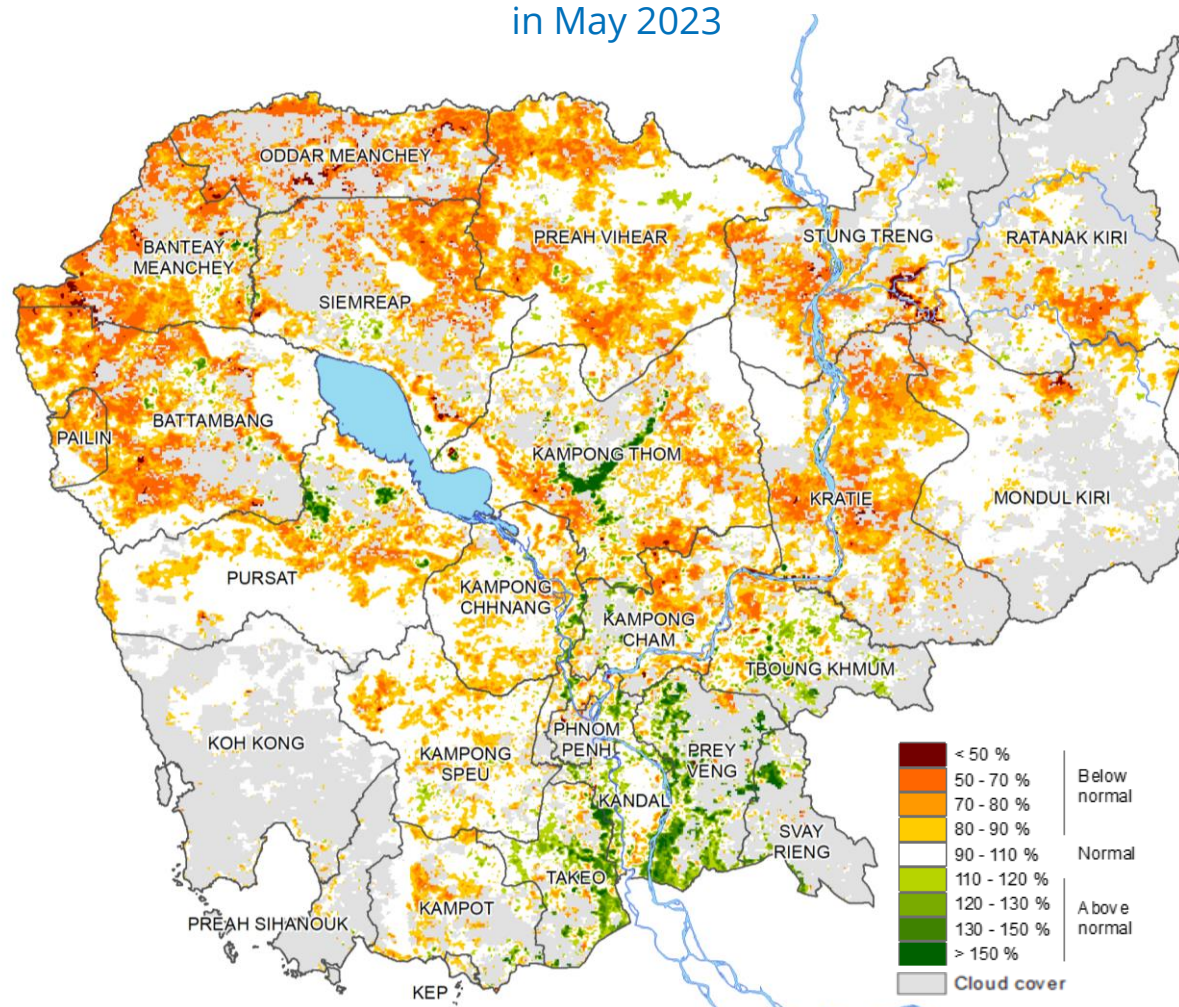 in May 2023
ODDAR MEANCHEY
BANTEAY
MEANCHEY
SIEMREAP
PREAH VIHEAR
STUNG TRENG
RATANAK KIRI
BATTAMBANG
PAILIN
KAMPONG THOM
KRATIE
MONDUL KIRI
PURSAT
KAMPONG
CHHNANG
KAMPONG
CHAM
TBOUNG KHMUM
KOH KONG
KAMPONG
SPEU
PHNOM
PENH
PREY
VENG
KANDAL
SVAY
RIENG
TAKEO
KAMPOT
PREAH SIHANOUK
KEP
< 50 %
50 - 70 %
70 - 80 %
80 - 90 %
Below
normal
90 - 110 %
Normal
110 - 120 %
120 - 130 %
130 - 150 %
> 150 %
Above
normal
Cloud cover